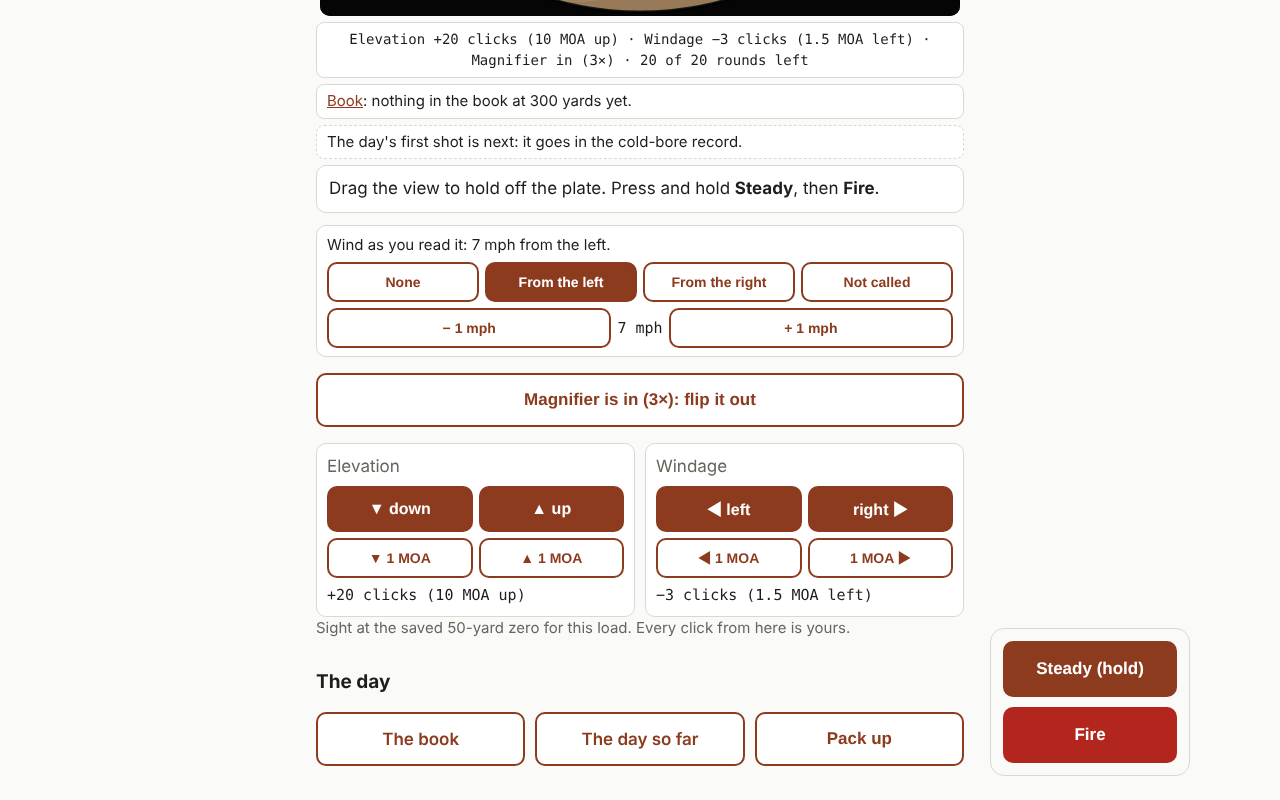 Elevation +20 clicks (10 MOA up) · Windage −3 clicks (1.5 MOA left) ·
Magnifier in (3×) · 20 of 20 rounds left
Book: nothing in the book at 300 yards yet.
The day's first shot is next: it goes in the cold-bore record.
Drag the view to hold off the plate. Press and hold Steady, then Fire.
Wind as you read it: 7 mph from the left.
None
From the left
From the right
Not called
− 1 mph
7 mph
+ 1 mph
Magnifier is in (3×): flip it out
Elevation
▼ down
▲ up
▼ 1 MOA
▲ 1 MOA
+20 clicks (10 MOA up)
Windage
◀ left
right ▶
◀ 1 MOA
1 MOA ▶
−3 clicks (1.5 MOA left)
Sight at the saved 50-yard zero for this load. Every click from here is yours.
The day
The book
The day so far
Pack up
Steady (hold)
Fire